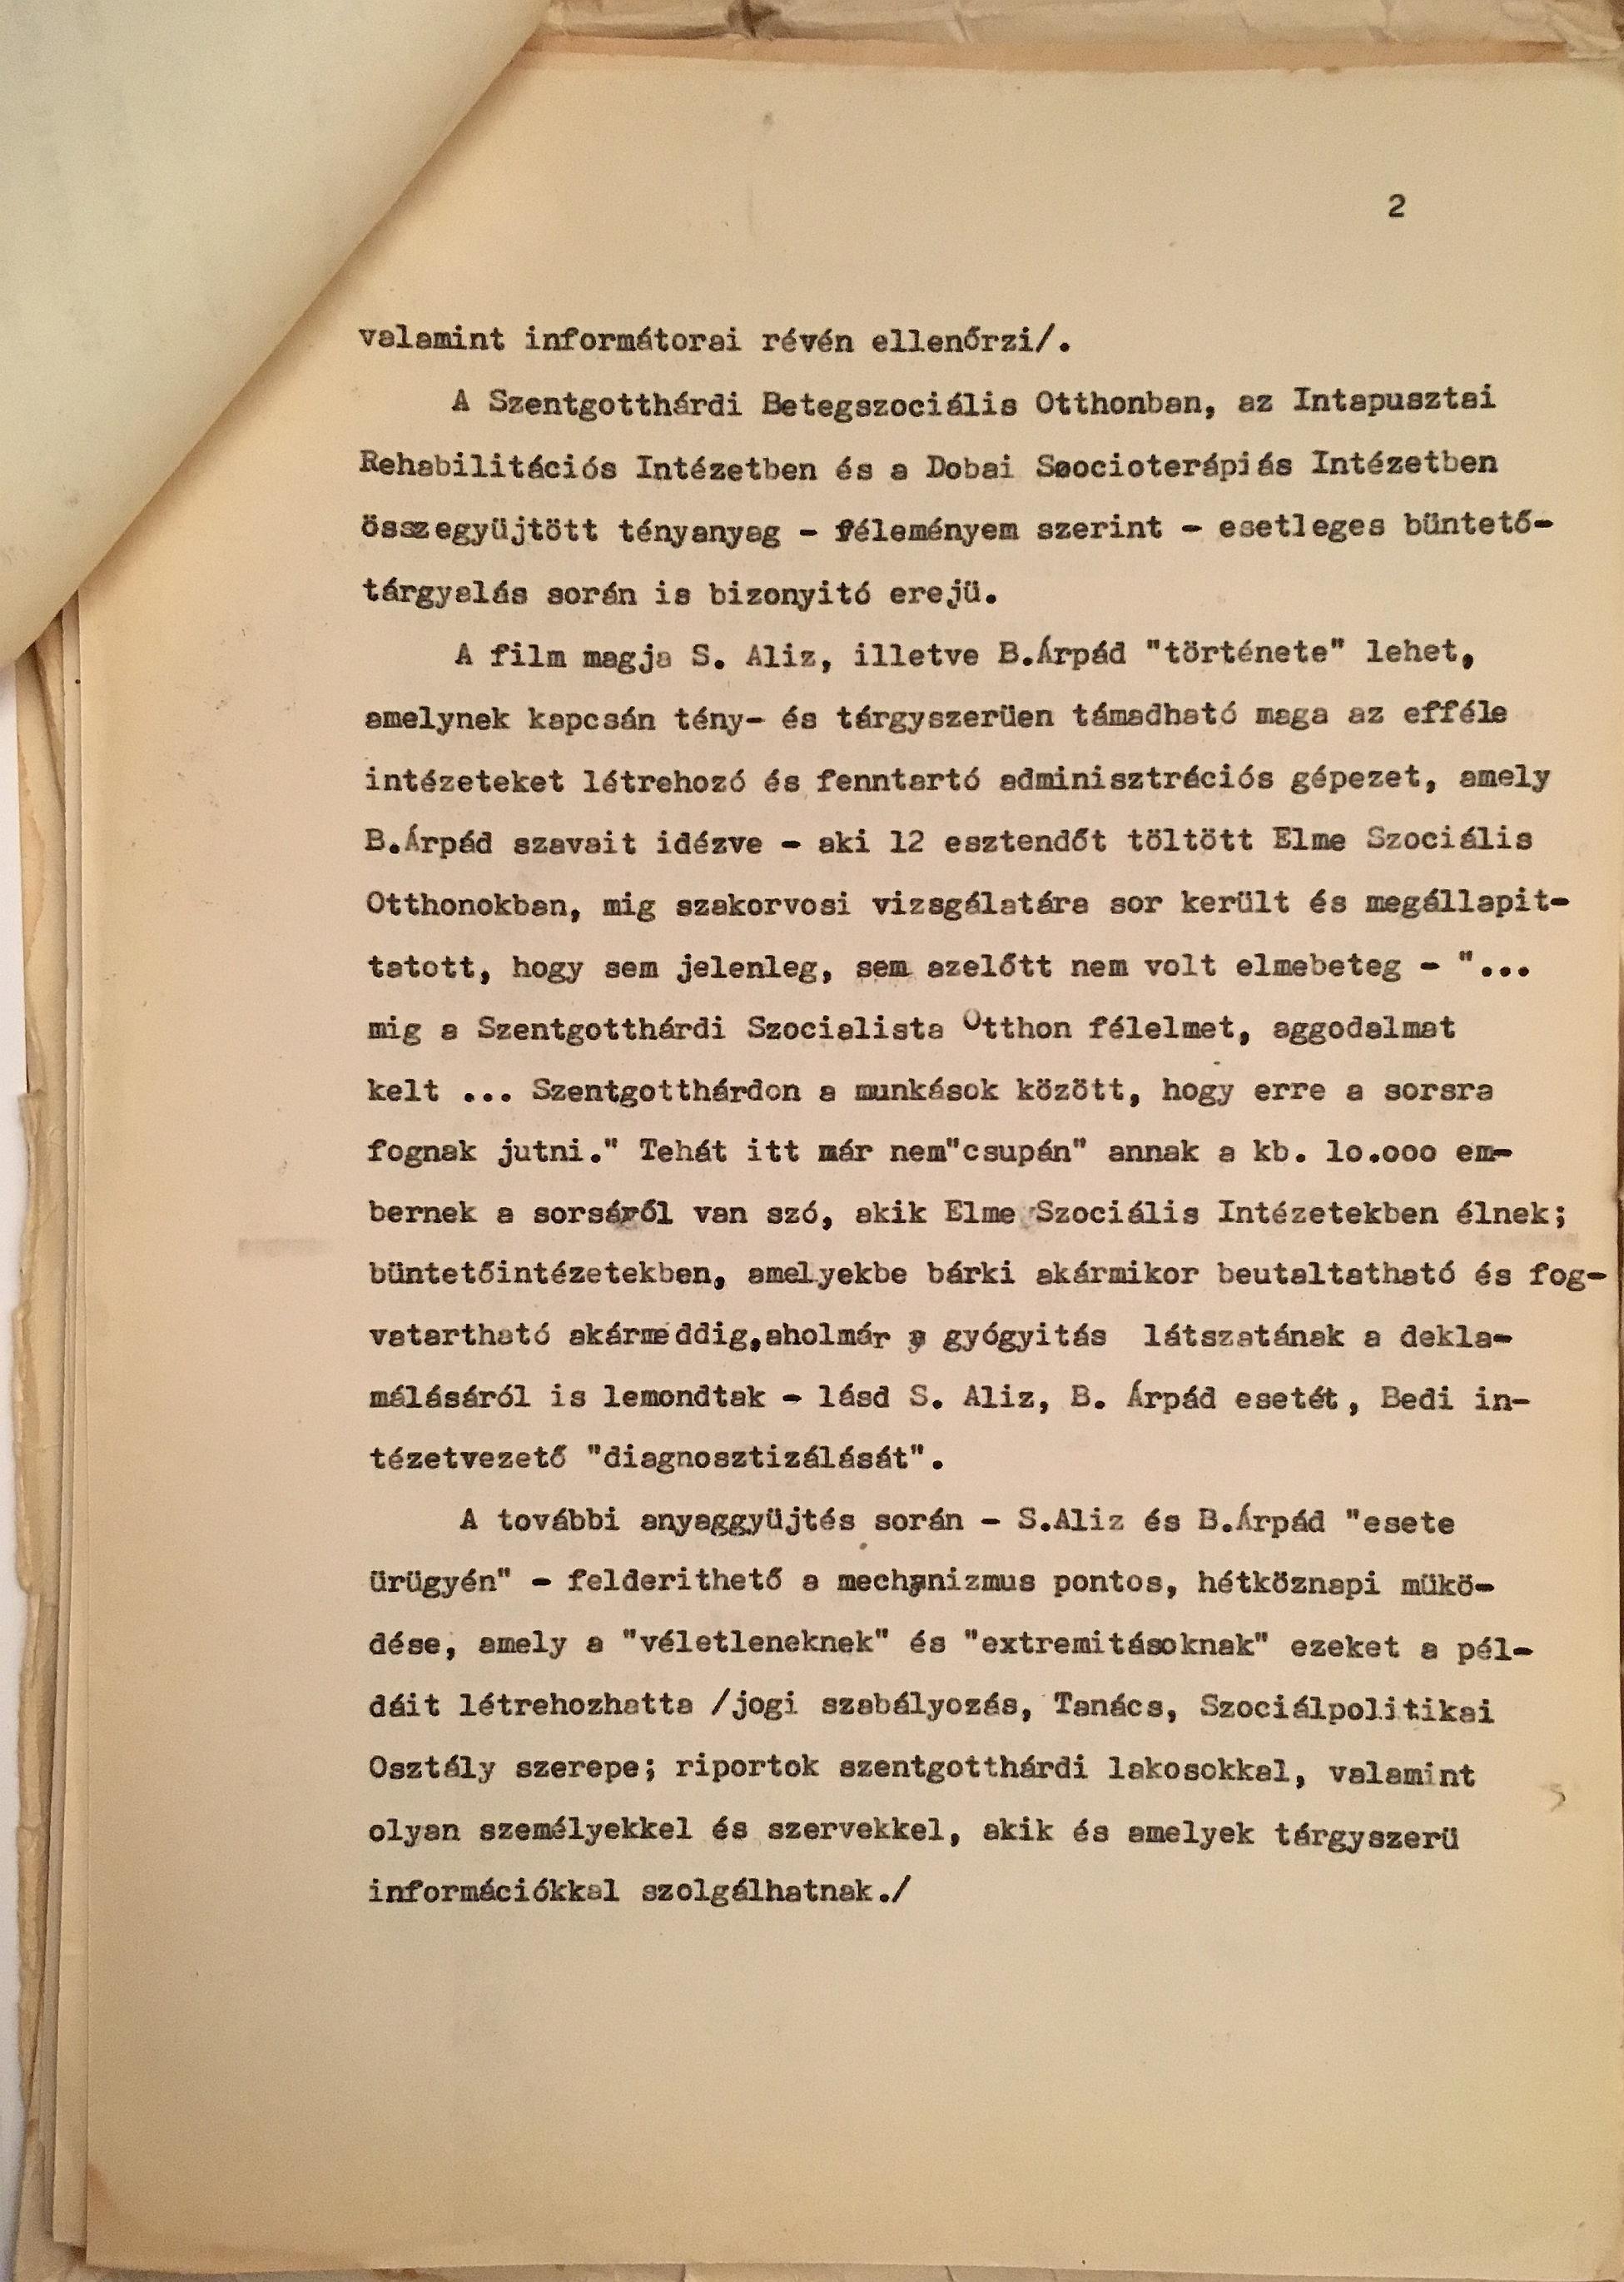 2
valamint informátorai révén ellenőrzi/.
A Szentgotthárdi Betegszociális Otthonban, az Intapusztai
Rehabilitációs Intézetben és a Dobai Soocioterápiás Intézetben
összegyüjtött tényanyag - véleményem szerint - esetleges büntető-
tárgyalás során is bizonyitó erejü.
A film magja S. Aliz, illetve B.Árpád "története" lehet,
amelynek kapcsán tény- és tárgyszerüen támadható maga az efféle
intézeteket létrehozó és fenntartó adminisztrációs gépezet, amely
B.Árpád szavait idézve - aki 12 esztendőt töltött Elme Szociális
Otthonokban, mig szakorvosi vizsgálatára sor került és megállapit-
tatott, hogy sem jelenleg, sem azelőtt nem volt elmebeteg - "...
mig a Szentgotthárdi Szocialista Otthon félelmet, aggodalmat
kelt ... Szentgotthárdon a munkások között, hogy erre a sorsra
fognak jutni." Tehát itt már nem"csupán" annak a kb. lo.ooo em-
bernek a sorsáról van szó, akik Elme Szociális Intézetekben élnek;
büntetőintézetekben, amelyekbe bárki akármikor beutaltatható és fog-
vatartható akármeddig,aholmár a gyógyitás látszatának a dekla-
málásáról is lemondtak - lásd S. Aliz, B. Árpád esetét, Bedi in-
tézetvezető "diagnosztizálását".
A további anyaggyüjtés során - S.Aliz és B.Árpád "esete
ürügyén" - felderithető a mechanizmus pontos, hétköznapi mükö-
dése, amely a "véletleneknek" és "extremitásoknak" ezeket a pél-
dáit létrehozhatta /jogi szabályozás, Tanács, Szociálpolitikai
Osztály szerepe; riportok szentgotthárdi lakosokkal, valamint
olyan személyekkel és szervekkel, akik és amelyek tárgyszerü
információkkal szolgálhatnak./